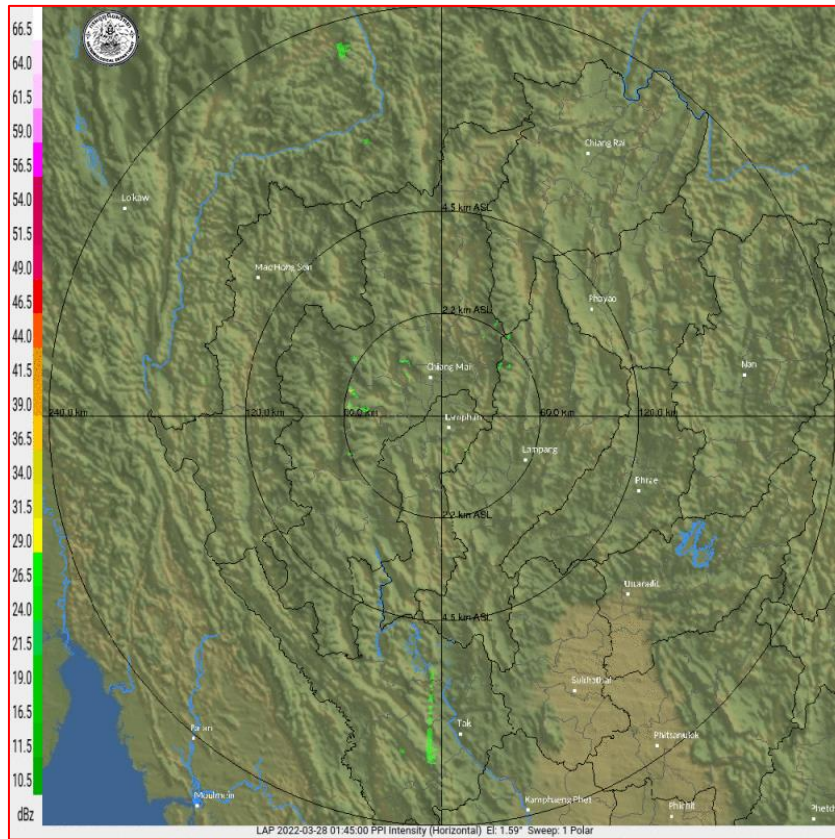 66.5
64.0
61.5
59.0
56.5
54.5
51.5
49.0
46.5
44.0
41.5
39.0
36.5
34.0
31.5
29.0
26.5
24.0
21.5
19.0
16.5
11.5
10.5
dBz
Chiang Rai
Loikaw
4.5 km ASL
Mae Hong Son
Phayao
2.2 km ASL
Nan
Chiang Mai
240.0 km
120.0 km
60.0 km
60.0 km
120.0 km
Lamphun
Lampang
Phrae
2.2 km ASL
Uttaradit
4.5 km ASL
Sukhothai
Tak
Pa'an
Phitsanulok
Moulmein
Kamphaeng Phet
Phichit
Phetch
LAP 2022-03-28 01:45:00 PPI Intensity (Horizontal) El: 1.59° Sweep: 1 Polar